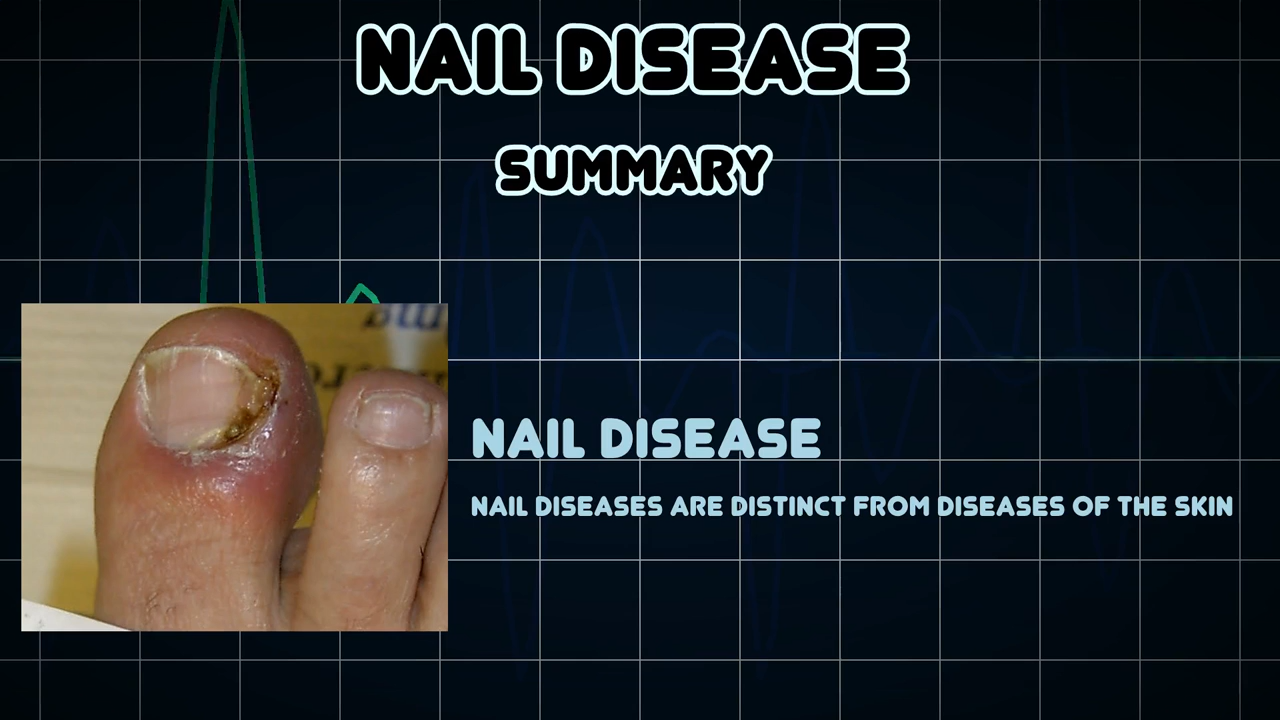 NAIL DISEASE
SUMMARY
NAIL DISEASE
NAIL DISEASES ARE DISTINCT FROM DISEASES OF THE SKIN